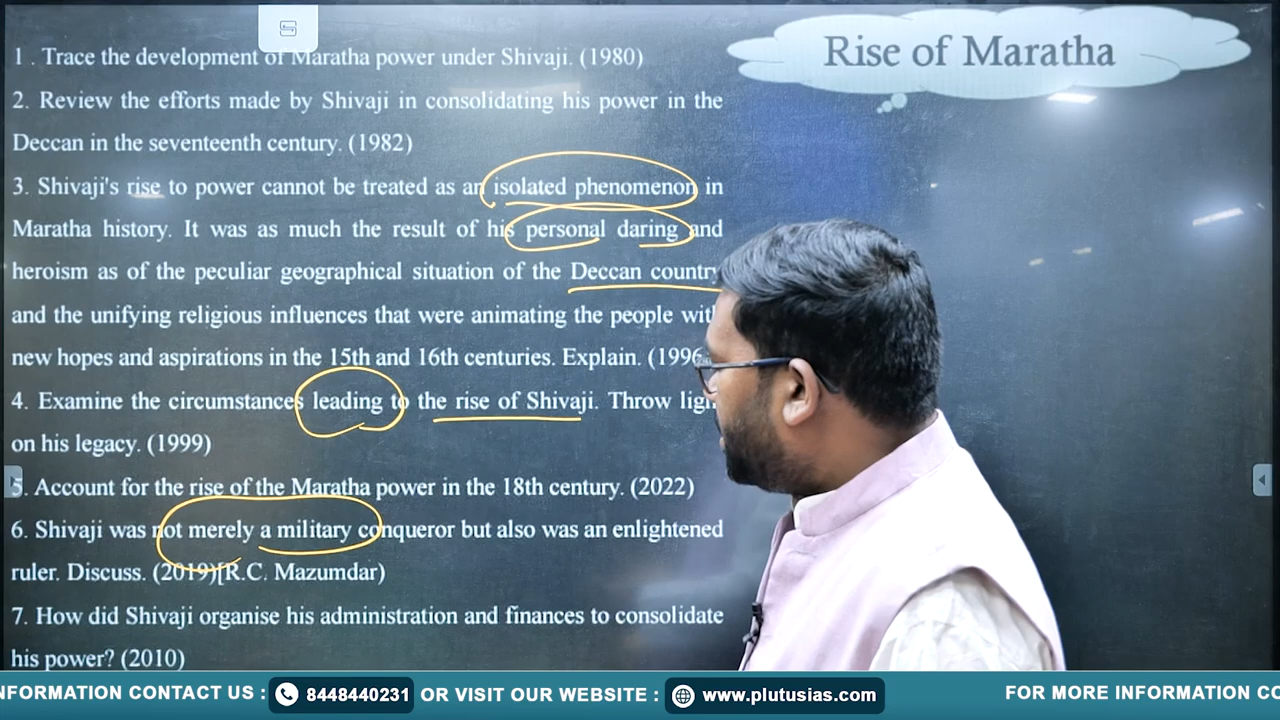 Rise of Maratha
1 . Trace the development of Maratha power under Shivaji. (1980)
2. Review the efforts made by Shivaji in consolidating his power in the
Deccan in the seventeenth century. (1982)
3. Shivaji's rise to power cannot be treated as an isolated phenomenon in
Maratha history. It was as much the result of his personal daring and
heroism as of the peculiar geographical situation of the Deccan country
and the unifying religious influences that were animating the people with
new hopes and aspirations in the 15th and 16th centuries. Explain. (1996
4. Examine the circumstances leading to the rise of Shivaji. Throw
on his legacy. (1999)
5. Account for the rise of the Maratha power in the 18th century. (2022)
6. Shivaji was not merely a military conqueror but also was an enlightened
ruler. Discuss. (2019)[R.C. Mazumdar)
7. How did Shivaji organise his administration and finances to consolidate
his power? (2010)
NFORMATION CONTACT US : 8448440231 OR VISIT OUR WEBSITE : www.plutusias.com FOR MORE INFORMATION CO